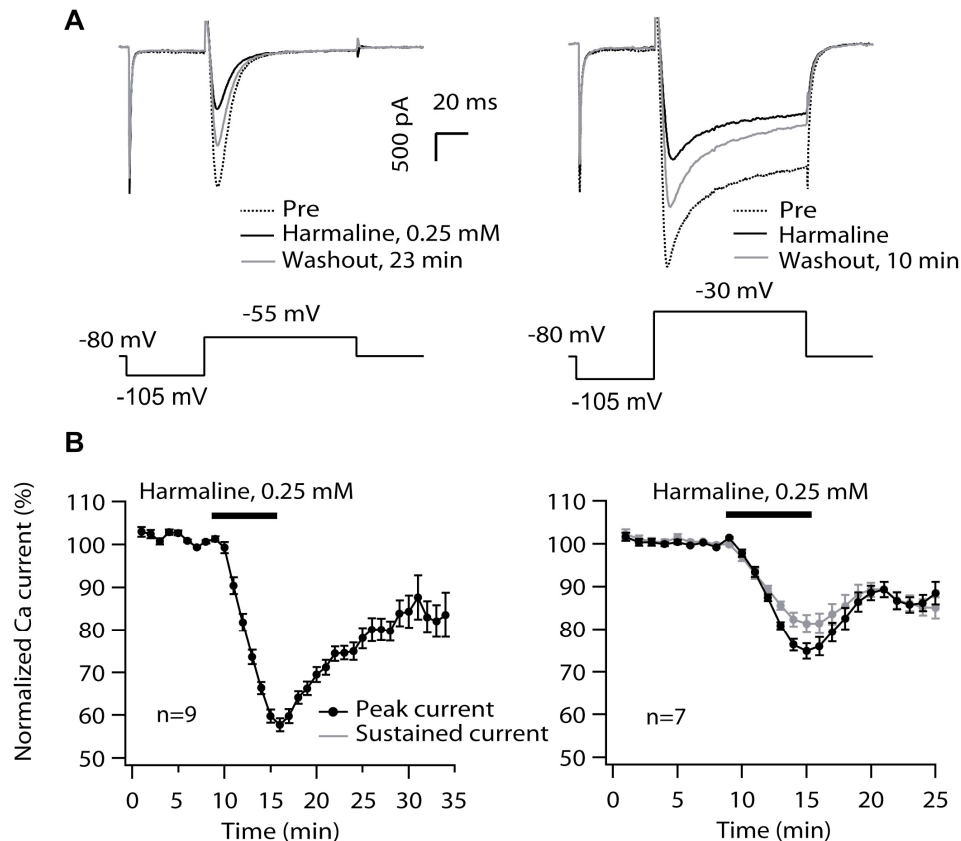 A
500 pA
20 ms
Pre
Harmaline, 0.25 mM
Washout, 23 min
Pre
Harmaline
Washout, 10 min
-80 mV
-55 mV
-105 mV
-80 mV
-30 mV
-105 mV
B
Normalized Ca current (%)
Harmaline, 0.25 mM
110
100
90
80
70
60
50
n=9
Peak current
Sustained current
0 5 10 15 20 25 30 35
Time (min)
Harmaline, 0.25 mM
110
100
90
80
70
60
50
n=7
0 5 10 15 20 25
Time (min)